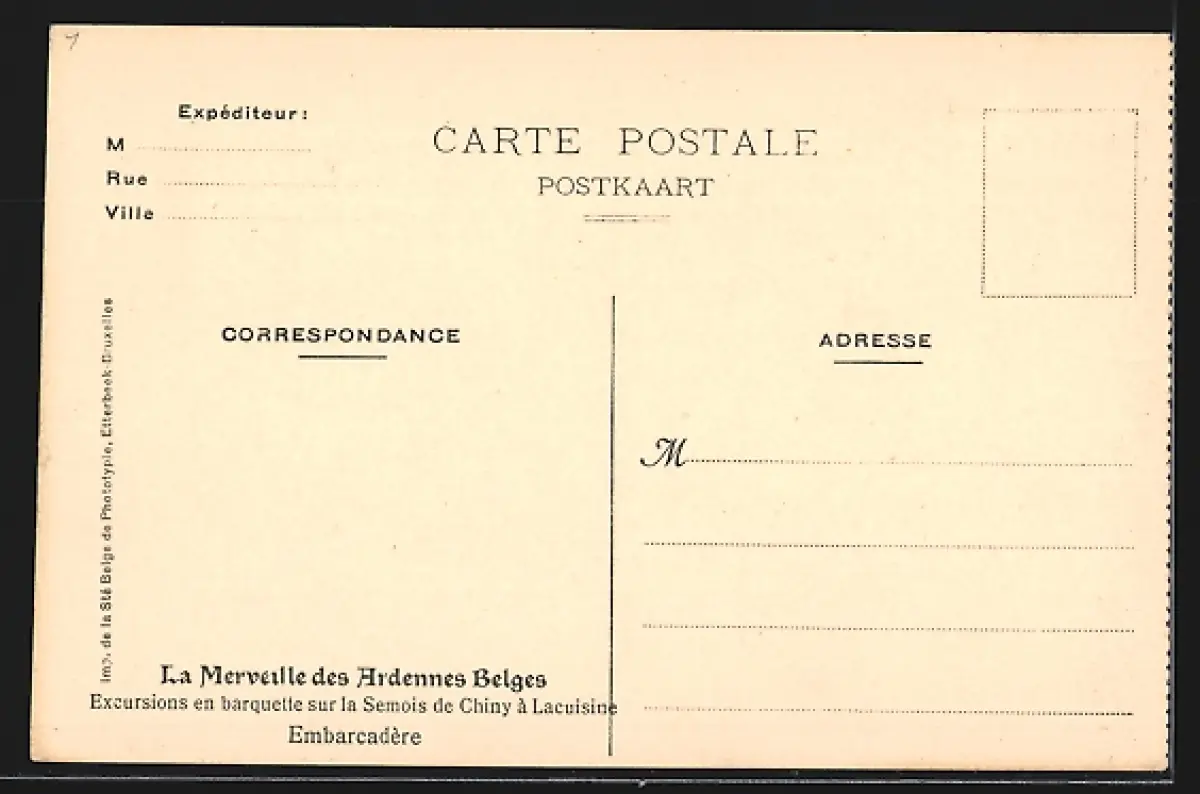 Expéditeur:
M
Rue
Ville
CARTE POSTALE
POSTKAART
CORRESPONDANCE
ADRESSE
M
Imp. de la Sté Belge de Phototypie, Etterbeek-Bruxelles
La Merveille des Ardennes Belges
Excursions en barquette sur la Semois de Chiny à Lacuisine
Embarcadère